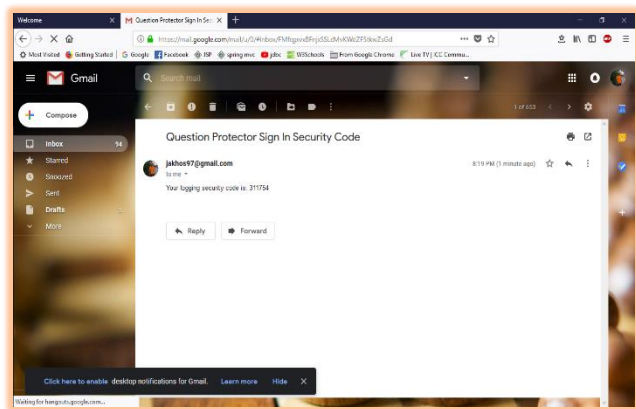 Welcome
Question Protector Sign In Sec
https://mail.google.com/mail/u/0/#inbox/
Most Visited Getting Started Google Facebook JSP spring mvc jdbc W3Schools From Google Chrome Live TV | ICC Commu...
Gmail
Search mail
Compose
1 of 653
Question Protector Sign In Security Code
Inbox 94
Starred
jakhos97@gmail.com 8:19 PM (1 minute ago)
to me
Snoozed
Your logging security code is: 311754
Sent
Drafts
More
Reply Forward
Click here to enable desktop notifications for Gmail. Learn more Hide X
Waiting for hangouts.google.com...